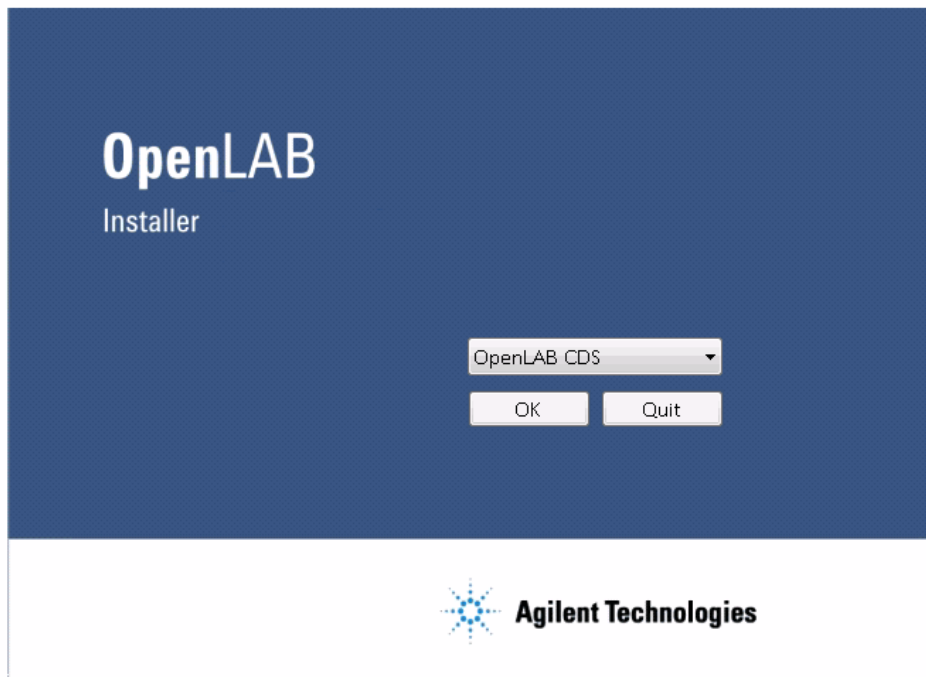 OpenLAB
Installer
OpenLAB CDS
OK Quit
Agilent Technologies